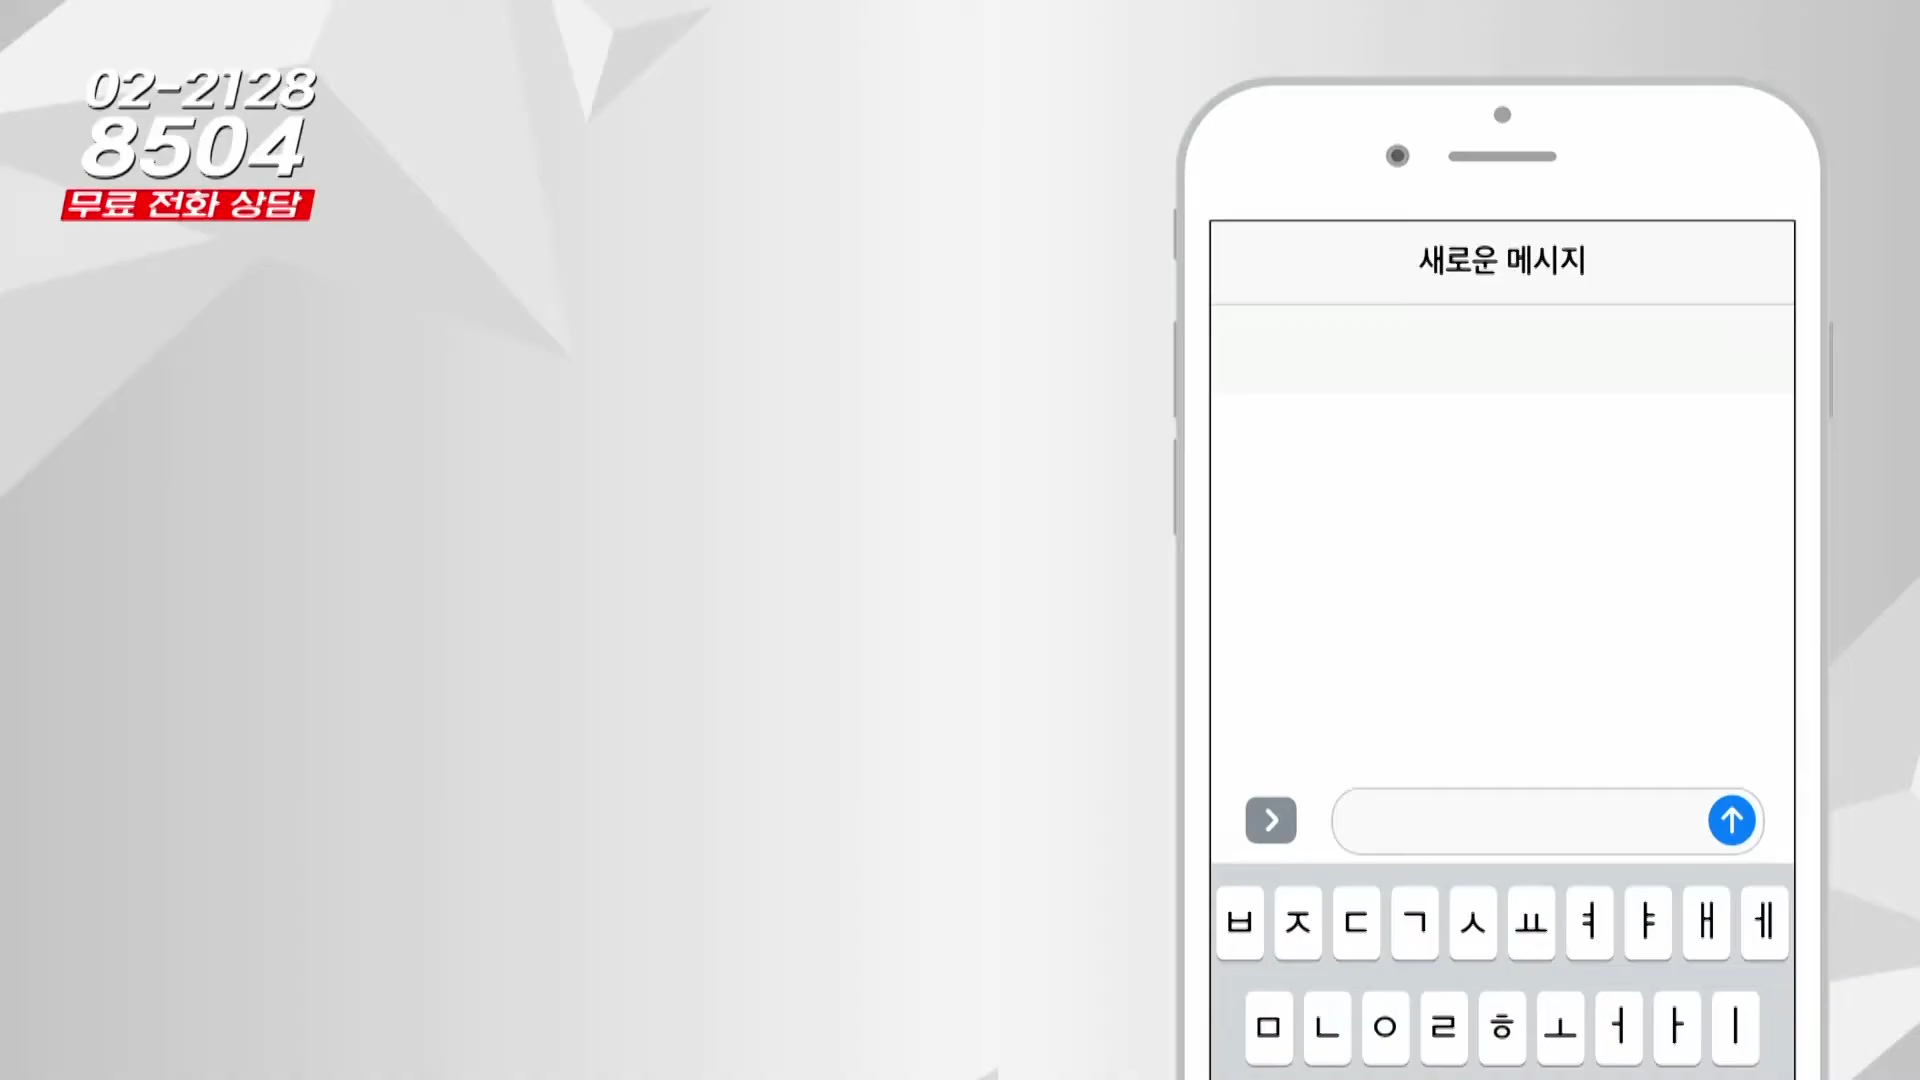 02-2128
8504
무료 전화 상담
새로운 메시지
ㅂ ㅈ ㄷ ㄱ ㅅ ㅛ ㅕ ㅑ ㅐ ㅔ
ㅁ ㄴ ㅇ ㄹ ㅎ ㅗ ㅓ ㅏ ㅣ